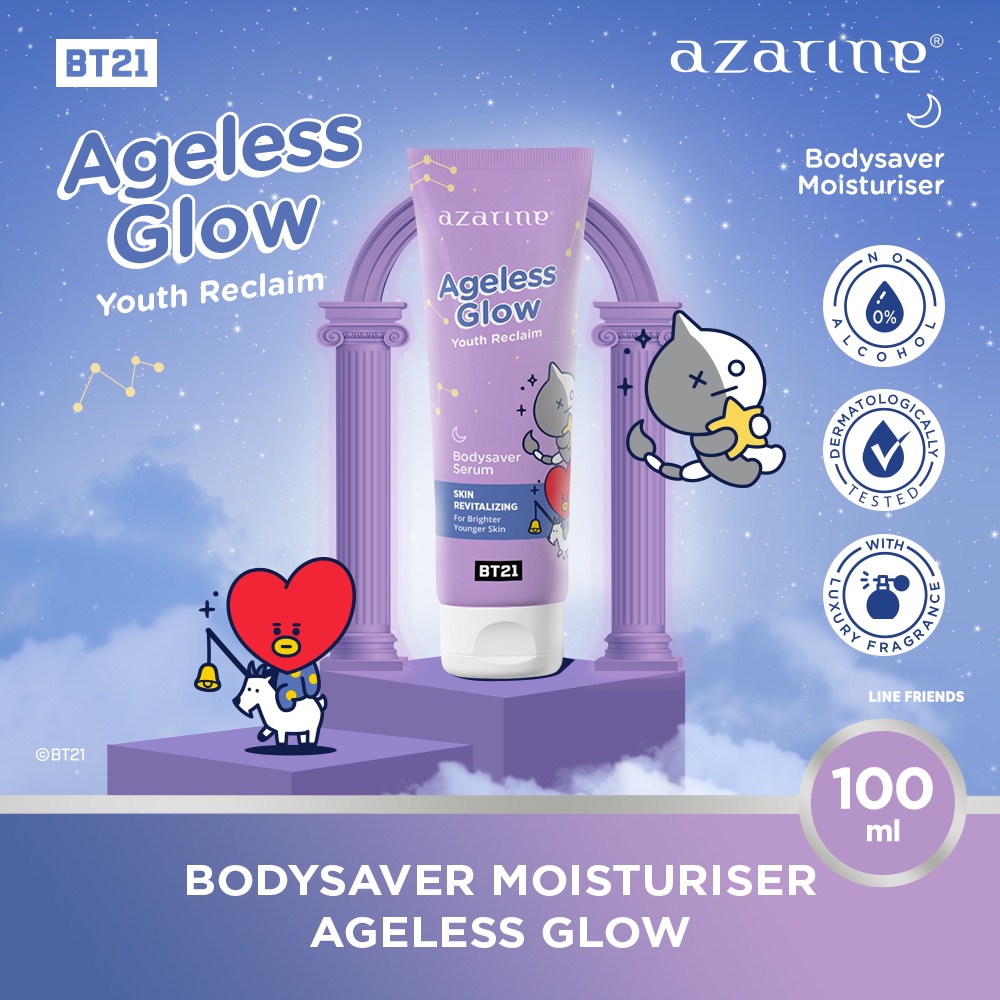 BT21
azarine®
Bodysaver
Moisturiser
Ageless
Glow
Youth Reclaim
azarine®
Ageless
Glow
Youth Reclaim
Bodysaver
Serum
SKIN
REVITALIZING
For Brighter
Younger Skin
BT21
NO
0%
ALCOHOL
DERMATOLOGICALLY
TESTED
WITH
LUXURY FRAGRANCE
LINE FRIENDS
©BT21
100
ml
BODYSAVER MOISTURISER
AGELESS GLOW